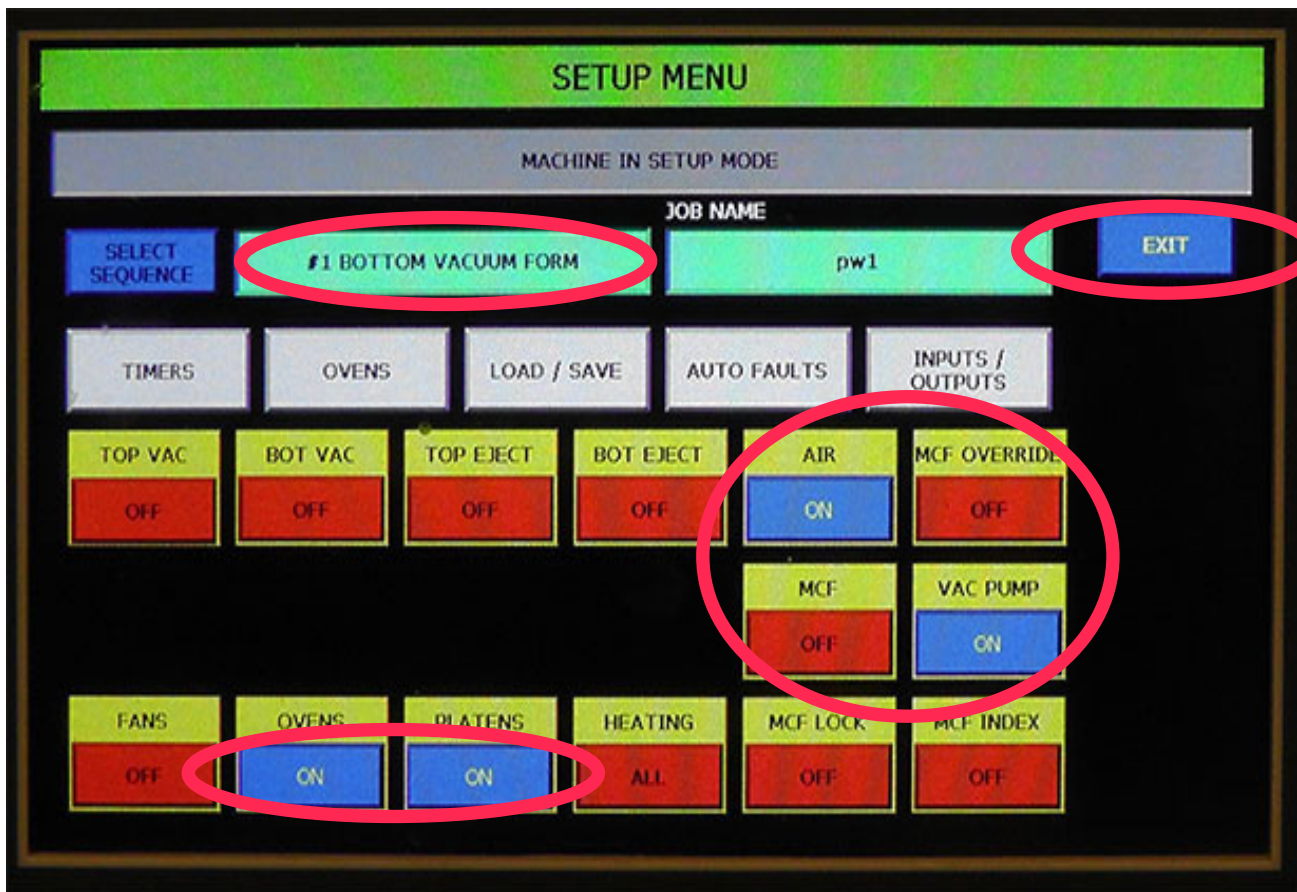 SETUP MENU
MACHINE IN SETUP MODE
JOB NAME
SELECT
SEQUENCE
#1 BOTTOM VACUUM FORM
pw1
EXIT
TIMERS
OVENS
LOAD / SAVE
AUTO FAULTS
INPUTS /
OUTPUTS
TOP VAC
BOT VAC
TOP EJECT
BOT EJECT
AIR
MCF OVERRIDE
OFF
OFF
OFF
OFF
ON
OFF
MCF
VAC PUMP
OFF
ON
FANS
OVENS
PLATENS
HEATING
MCF LOCK
MCF INDEX
OFF
ON
ON
ALL
OFF
OFF